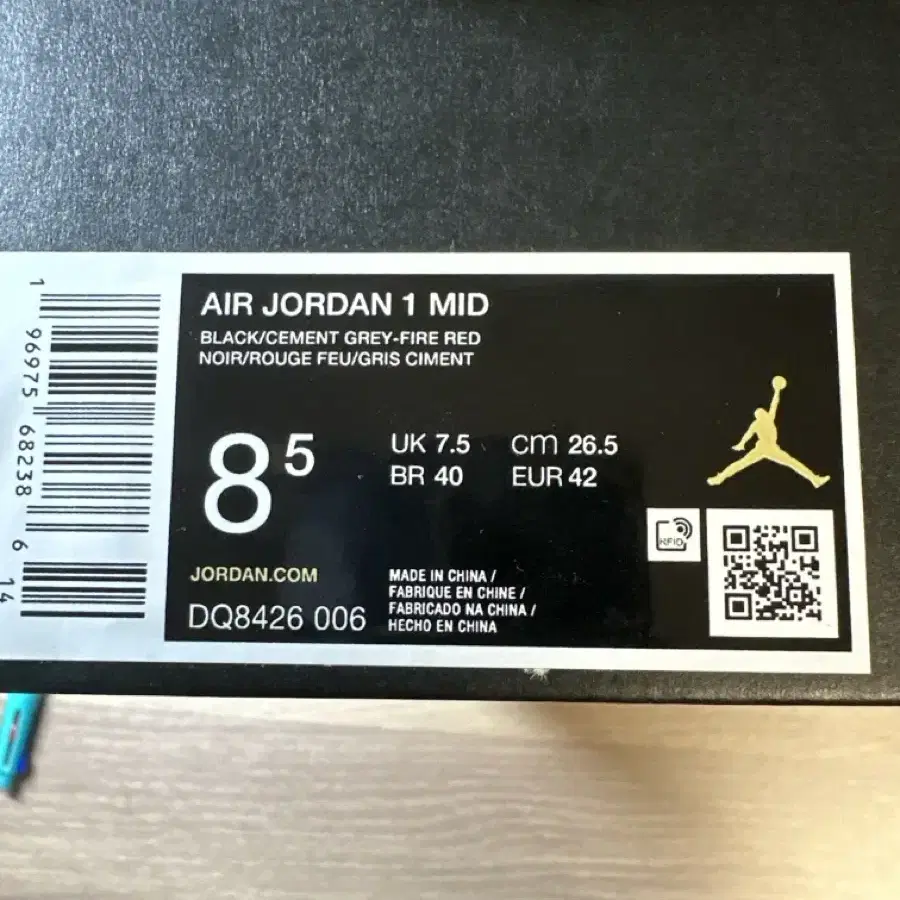 AIR JORDAN 1 MID
BLACK/CEMENT GREY-FIRE RED
NOIR/ROUGE FEU/GRIS CIMENT
8 5
UK 7.5 cm 26.5
BR 40 EUR 42
RFID
JORDAN.COM
DQ8426 006
MADE IN CHINA /
FABRIQUE EN CHINE /
FABRICADO NA CHINA /
HECHO EN CHINA
1 96975 68238 6 14